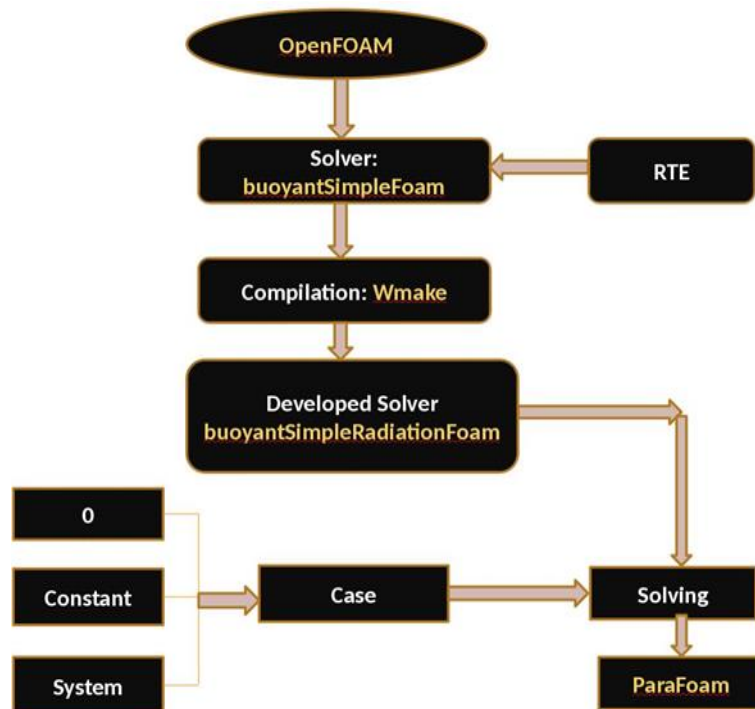 OpenFOAM
Solver:
buoyantSimpleFoam
RTE
Compilation: Wmake
Developed Solver
buoyantSimpleRadiationFoam
0
Constant
Case
Solving
System
ParaFoam